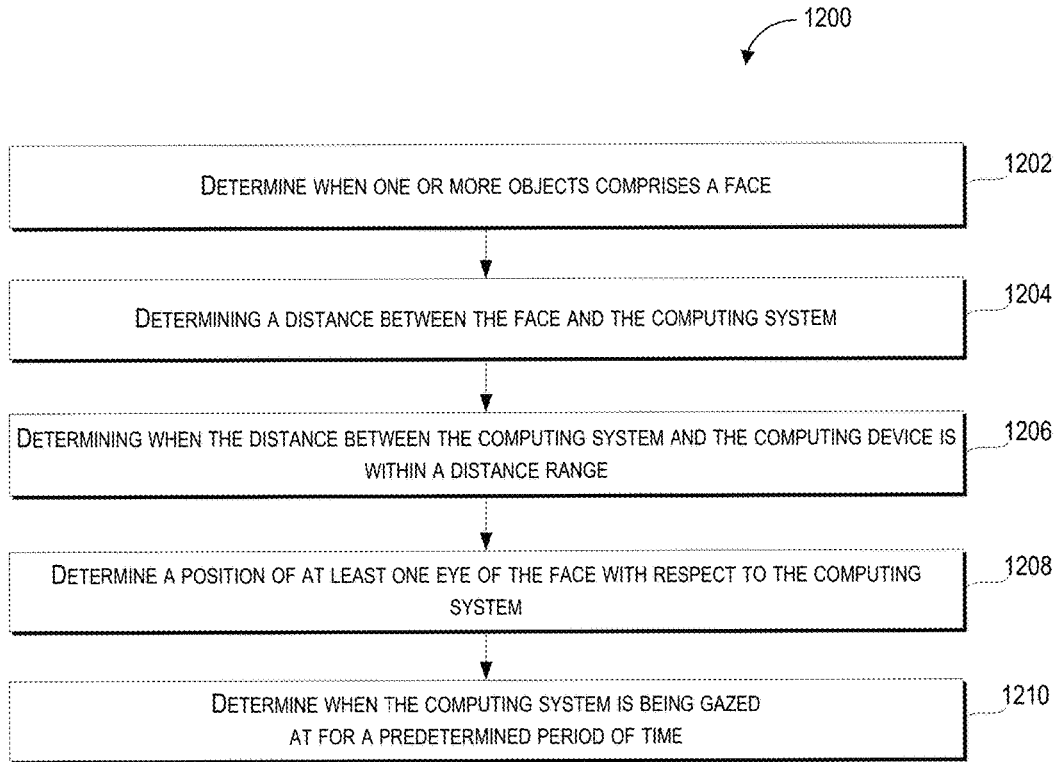 1200
DETERMINE WHEN ONE OR MORE OBJECTS COMPRISES A FACE
1202
DETERMINING A DISTANCE BETWEEN THE FACE AND THE COMPUTING SYSTEM
1204
DETERMINING WHEN THE DISTANCE BETWEEN THE COMPUTING SYSTEM AND THE COMPUTING DEVICE IS
WITHIN A DISTANCE RANGE
1206
DETERMINE A POSITION OF AT LEAST ONE EYE OF THE FACE WITH RESPECT TO THE COMPUTING
SYSTEM
1208
DETERMINE WHEN THE COMPUTING SYSTEM IS BEING GAZED
AT FOR A PREDETERMINED PERIOD OF TIME
1210